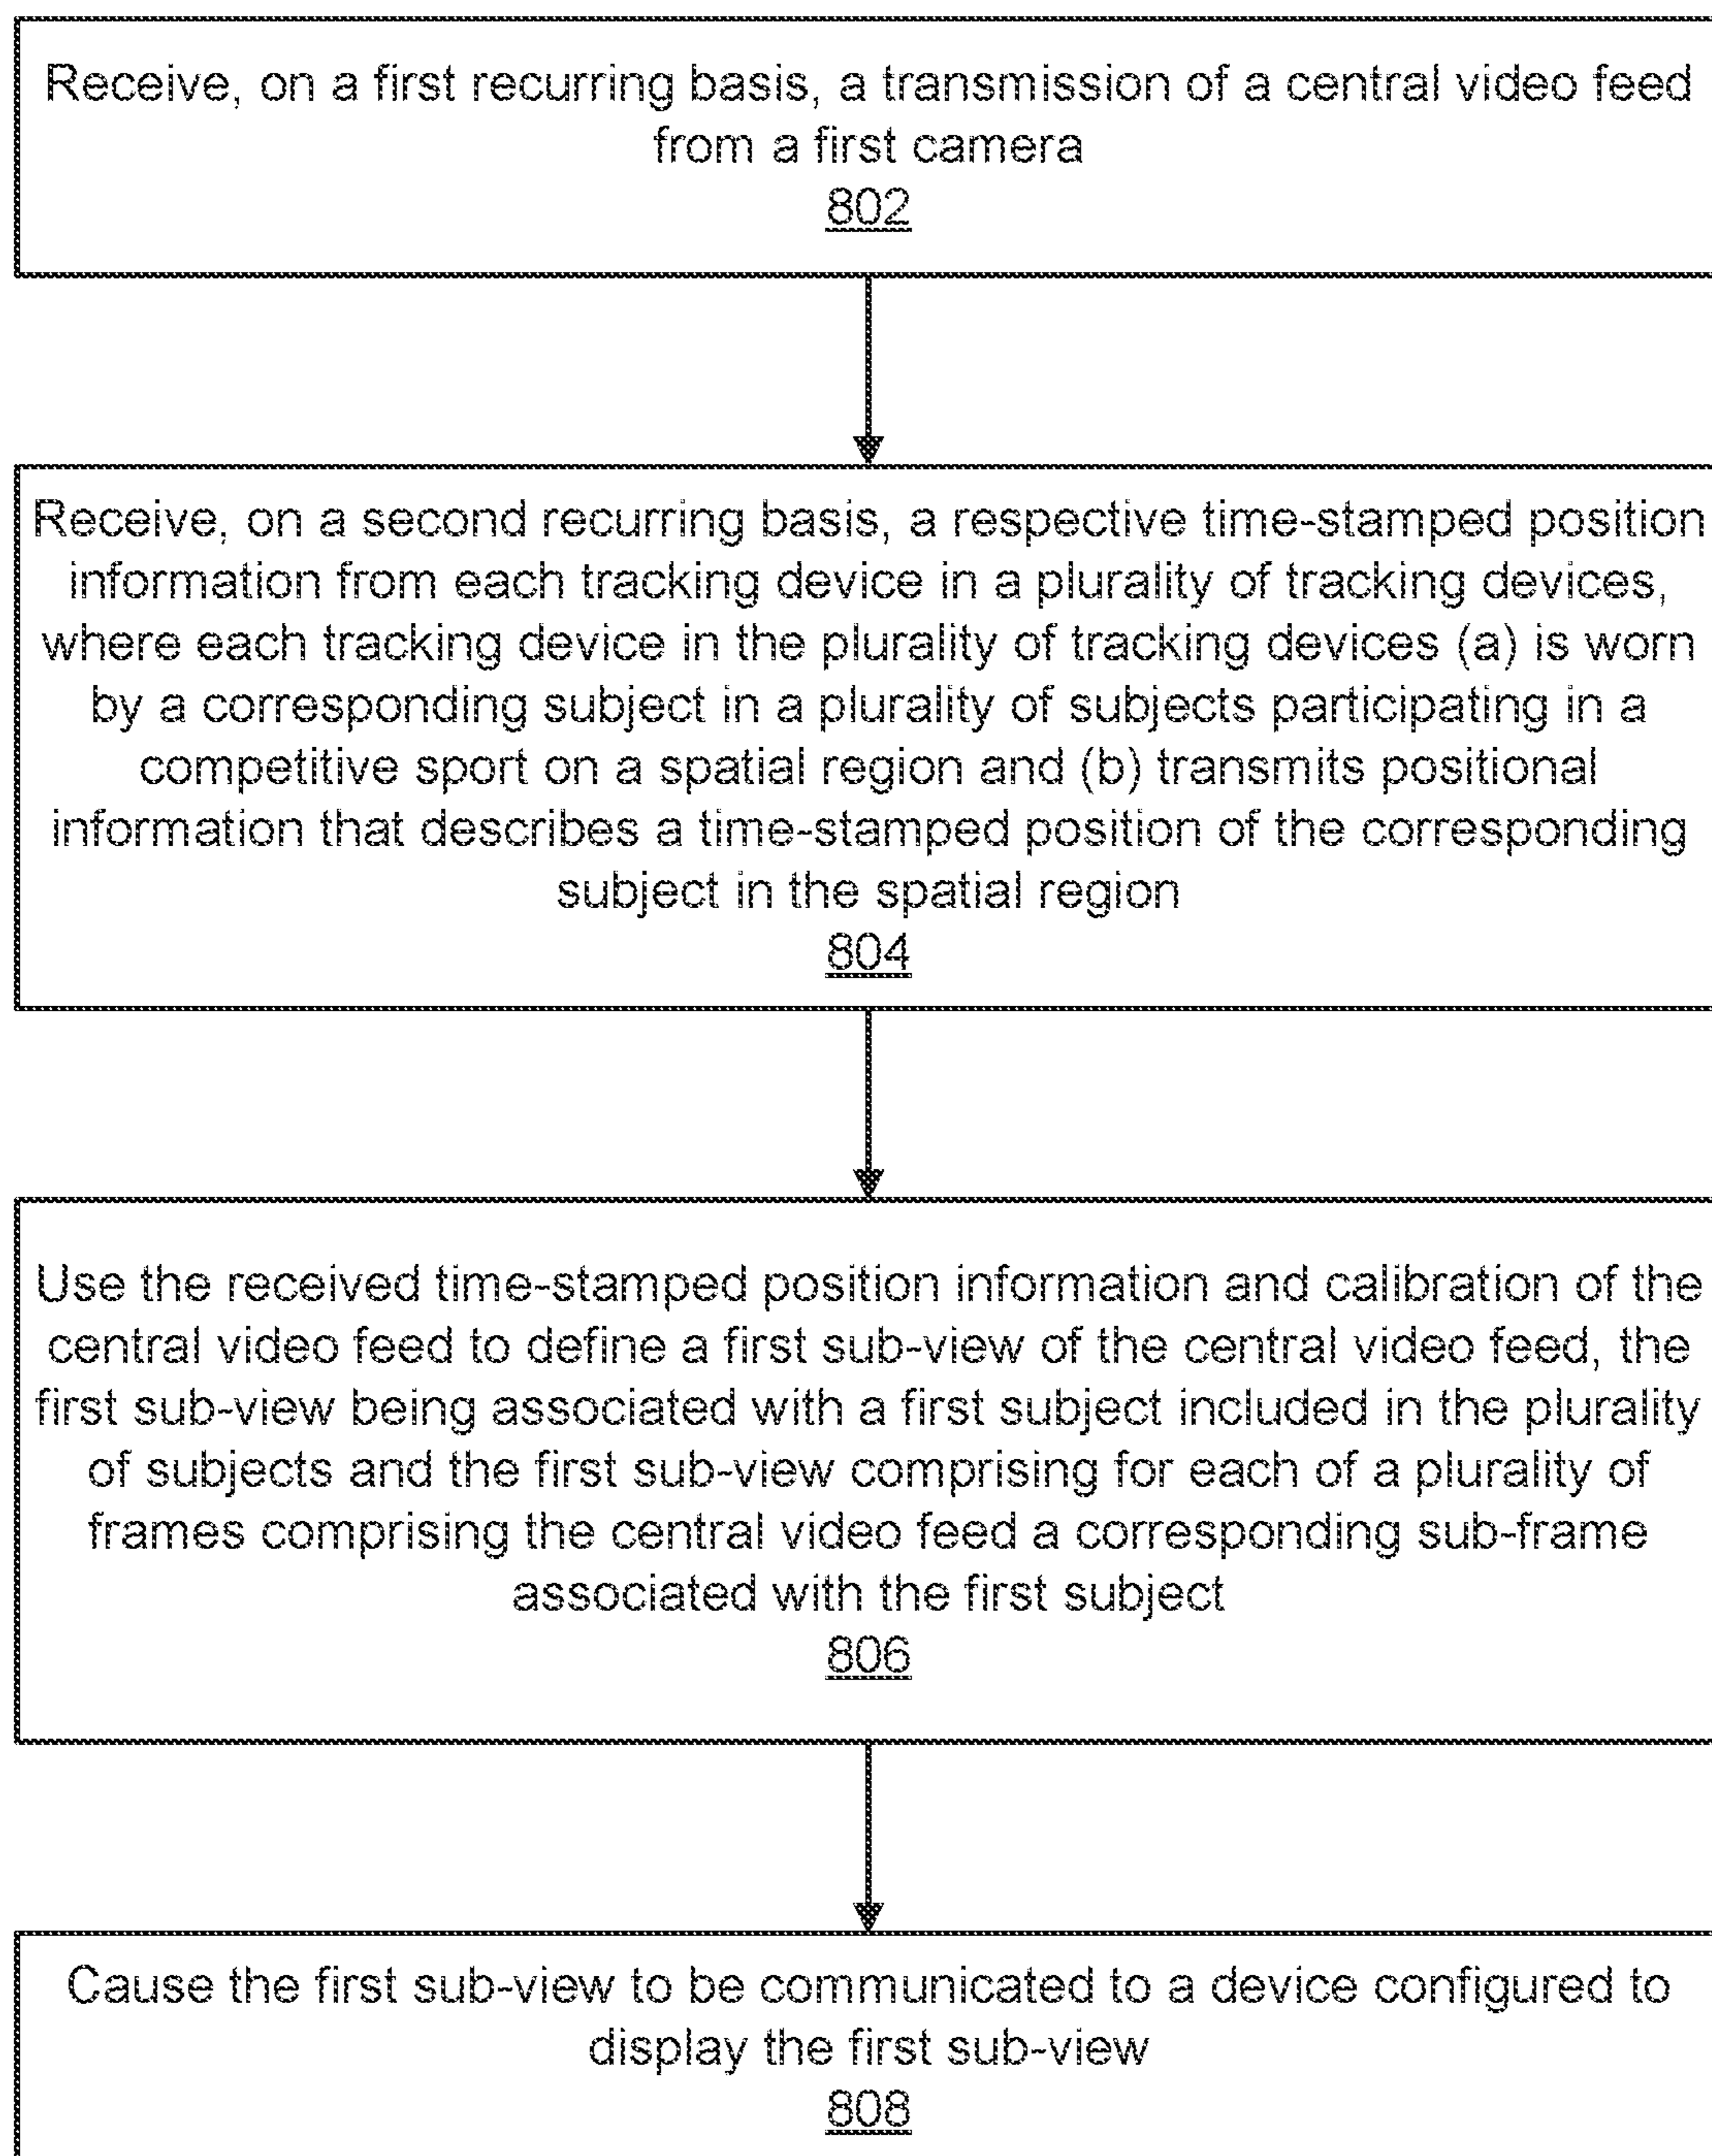 Receive, on a first recurring basis, a transmission of a central video feed
from a first camera
802
Receive, on a second recurring basis, a respective time-stamped position
information from each tracking device in a plurality of tracking devices,
where each tracking device in the plurality of tracking devices (a) is worn
by a corresponding subject in a plurality of subjects participating in a
competitive sport on a spatial region and (b) transmits positional
information that describes a time-stamped position of the corresponding
subject in the spatial region
804
Use the received time-stamped position information and calibration of the
central video feed to define a first sub-view of the central video feed, the
first sub-view being associated with a first subject included in the plurality
of subjects and the first sub-view comprising for each of a plurality of
frames comprising the central video feed a corresponding sub-frame
associated with the first subject
806
Cause the first sub-view to be communicated to a device configured to
display the first sub-view
808